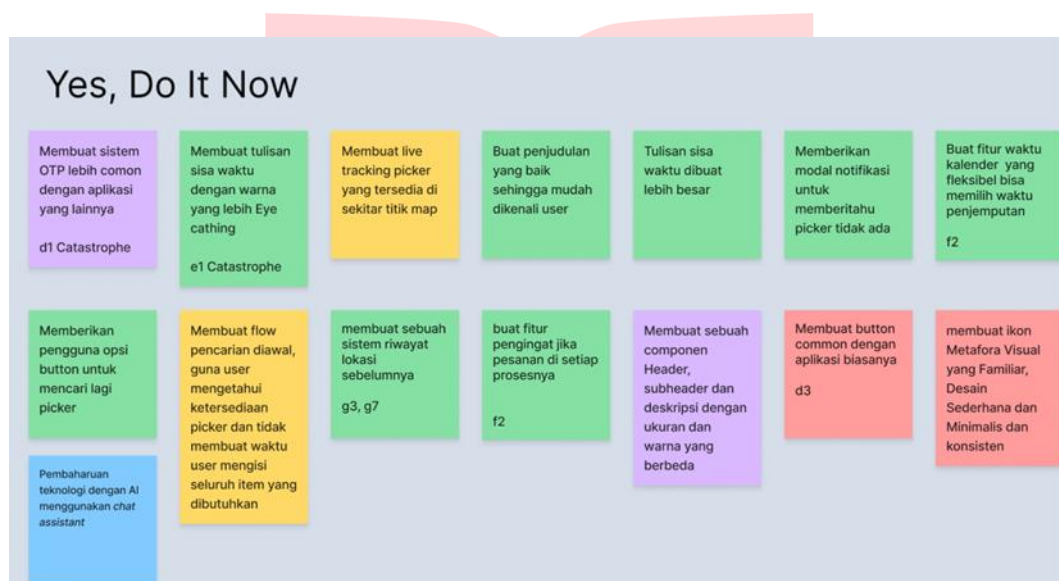 Yes, Do It Now
Membuat sistem
OTP lebih comon
dengan aplikasi
yang lainnya
d1 Catastrophe
Membuat tulisan
sisa waktu
dengan warna
yang lebih Eye
cathing
e1 Catastrophe
Membuat live
tracking picker
yang tersedia di
sekitar titik map
Buat penjudulan
yang baik
sehingga mudah
dikenali user
Tulisan sisa
waktu dibuat
lebih besar
Memberikan
modal notifikasi
untuk
memberitahu
picker tidak ada
Buat fitur waktu
kalender yang
fleksibel bisa
memilih waktu
penjemputan
f2
Memberikan
pengguna opsi
button untuk
mencari lagi
picker
Membuat flow
pencarian diawal,
guna user
mengetahui
ketersediaan
picker dan tidak
membuat waktu
user mengisi
seluruh item yang
dibutuhkan
membuat sebuah
sistem riwayat
lokasi
sebelumnya
g3, g7
buat fitur
pengingat jika
pesanan di setiap
prosesnya
f2
Membuat sebuah
component
Header,
subheader dan
deskripsi dengan
ukuran dan
warna yang
berbeda
Membuat button
common dengan
aplikasi biasanya
d3
membuat ikon
Metafora Visual
yang Familiar,
Desain
Sederhana dan
Minimalis dan
konsisten
Pembaharuan
teknologi dengan AI
menggunakan chat
assistant